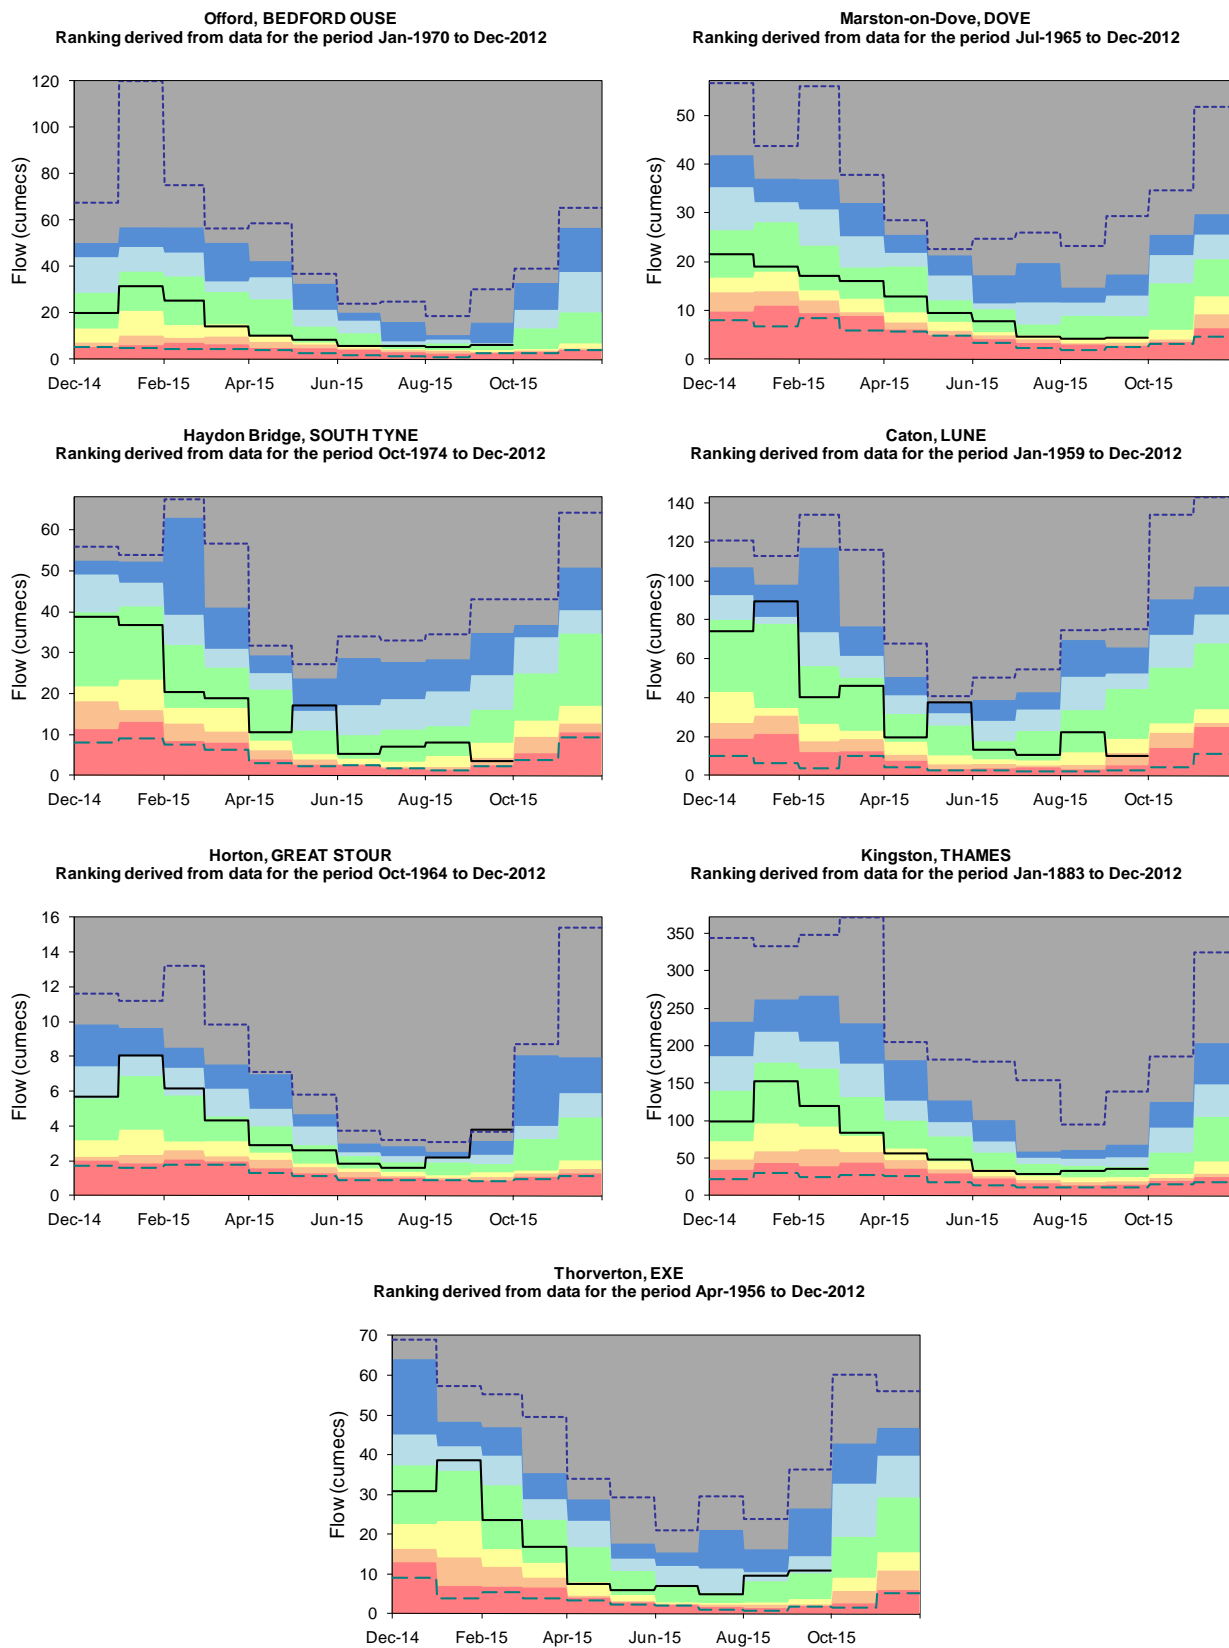 Offord, BEDFORD OUSE
Ranking derived from data for the period Jan-1970 to Dec-2012
Flow (cumecs)
120
100
80
60
40
20
0
Dec-14 Feb-15 Apr-15 Jun-15 Aug-15 Oct-15
Marston-on-Dove, DOVE
Ranking derived from data for the period Jul-1965 to Dec-2012
Flow (cumecs)
50
40
30
20
10
0
Dec-14 Feb-15 Apr-15 Jun-15 Aug-15 Oct-15
Haydon Bridge, SOUTH TYNE
Ranking derived from data for the period Oct-1974 to Dec-2012
Flow (cumecs)
60
50
40
30
20
10
0
Dec-14 Feb-15 Apr-15 Jun-15 Aug-15 Oct-15
Caton, LUNE
Ranking derived from data for the period Jan-1959 to Dec-2012
Flow (cumecs)
140
120
100
80
60
40
20
0
Dec-14 Feb-15 Apr-15 Jun-15 Aug-15 Oct-15
Horton, GREAT STOUR
Ranking derived from data for the period Oct-1964 to Dec-2012
Flow (cumecs)
16
14
12
10
8
6
4
2
0
Dec-14 Feb-15 Apr-15 Jun-15 Aug-15 Oct-15
Kingston, THAMES
Ranking derived from data for the period Jan-1883 to Dec-2012
Flow (cumecs)
350
300
250
200
150
100
50
0
Dec-14 Feb-15 Apr-15 Jun-15 Aug-15 Oct-15
Thorverton, EXE
Ranking derived from data for the period Apr-1956 to Dec-2012
Flow (cumecs)
70
60
50
40
30
20
10
0
Dec-14 Feb-15 Apr-15 Jun-15 Aug-15 Oct-15